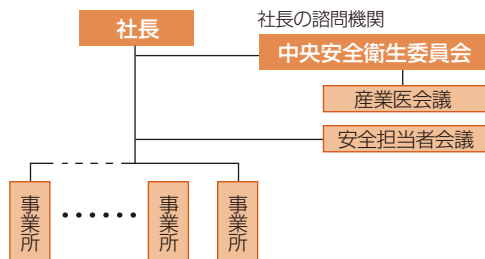 社長の諮問機関
社長
中央安全衛生委員会
産業医会議
安全担当者会議
事業所
事業所
事業所